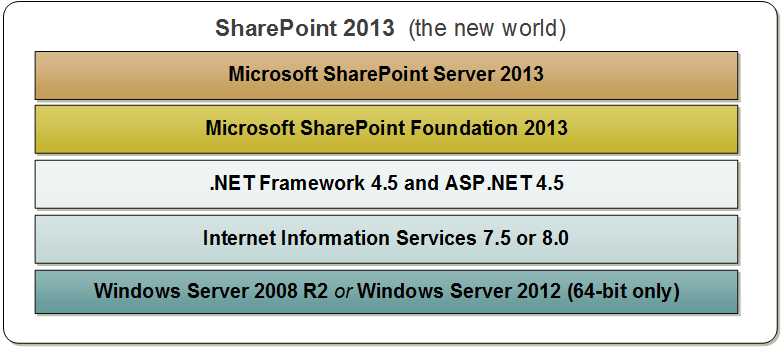 SharePoint 2013 (the new world)
Microsoft SharePoint Server 2013
Microsoft SharePoint Foundation 2013
.NET Framework 4.5 and ASP.NET 4.5
Internet Information Services 7.5 or 8.0
Windows Server 2008 R2 or Windows Server 2012 (64-bit only)